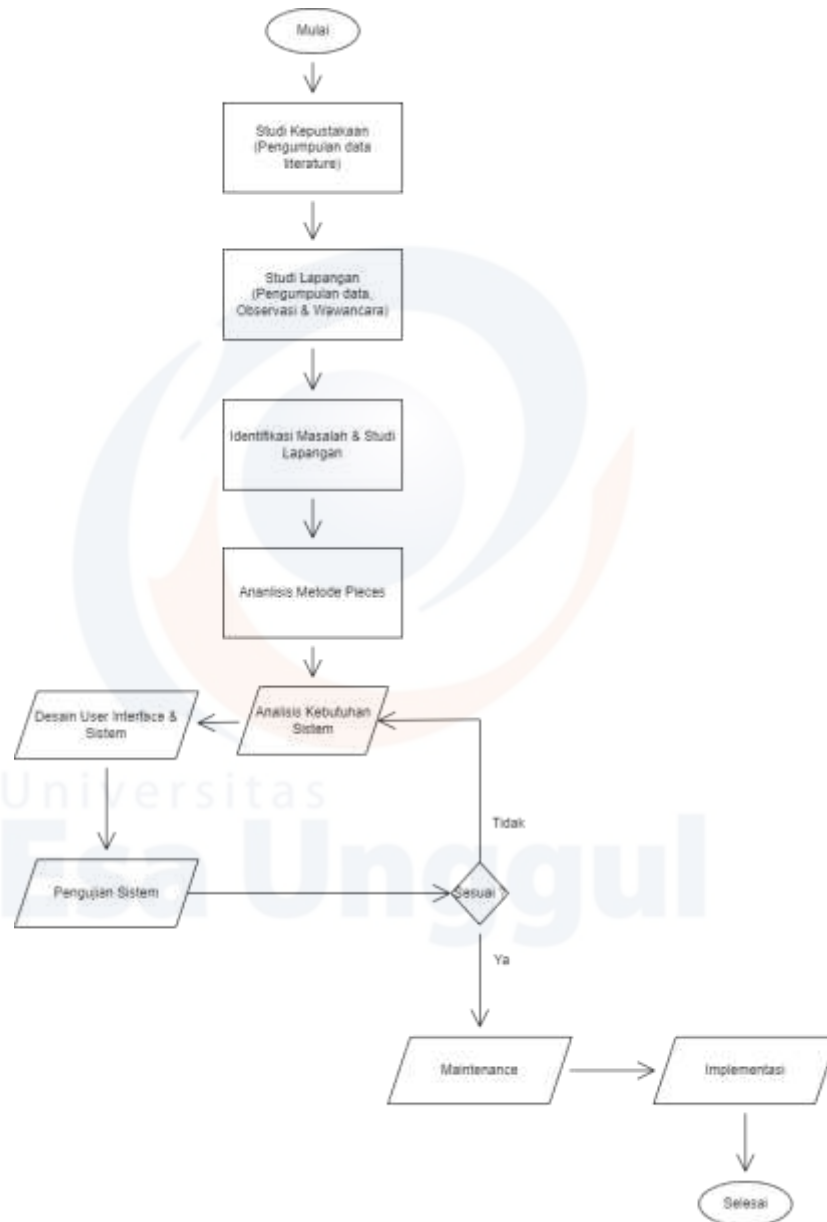 Mulai
Studi Kepustakaan
(Pengumpulan data
literature)
Studi Lapangan
(Pengumpulan data,
Observasi & Wawancara)
Identifikasi Masalah & Studi
Lapangan
Ananlisis Metode Pieces
Analisis Kebutuhan
Sistem
Desain User Interface &
Sistem
Universitas
Esa Unggul
Tidak
Pengujian Sistem
Sesuai
Ya
Maintenance
Implementasi
Selesai